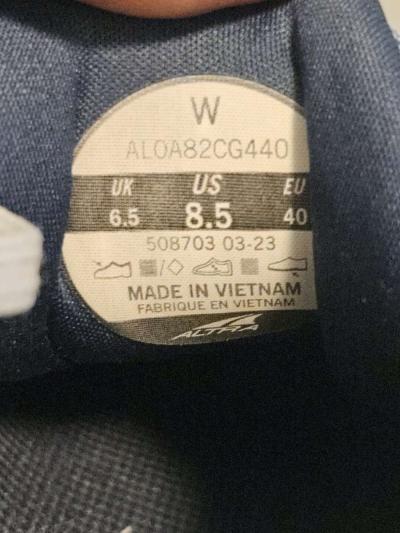 W
AL0A82CG440
UK US EU
6.5 8.5 40
508703 03-23
MADE IN VIETNAM
FABRIQUE EN VIETNAM
ALTRA